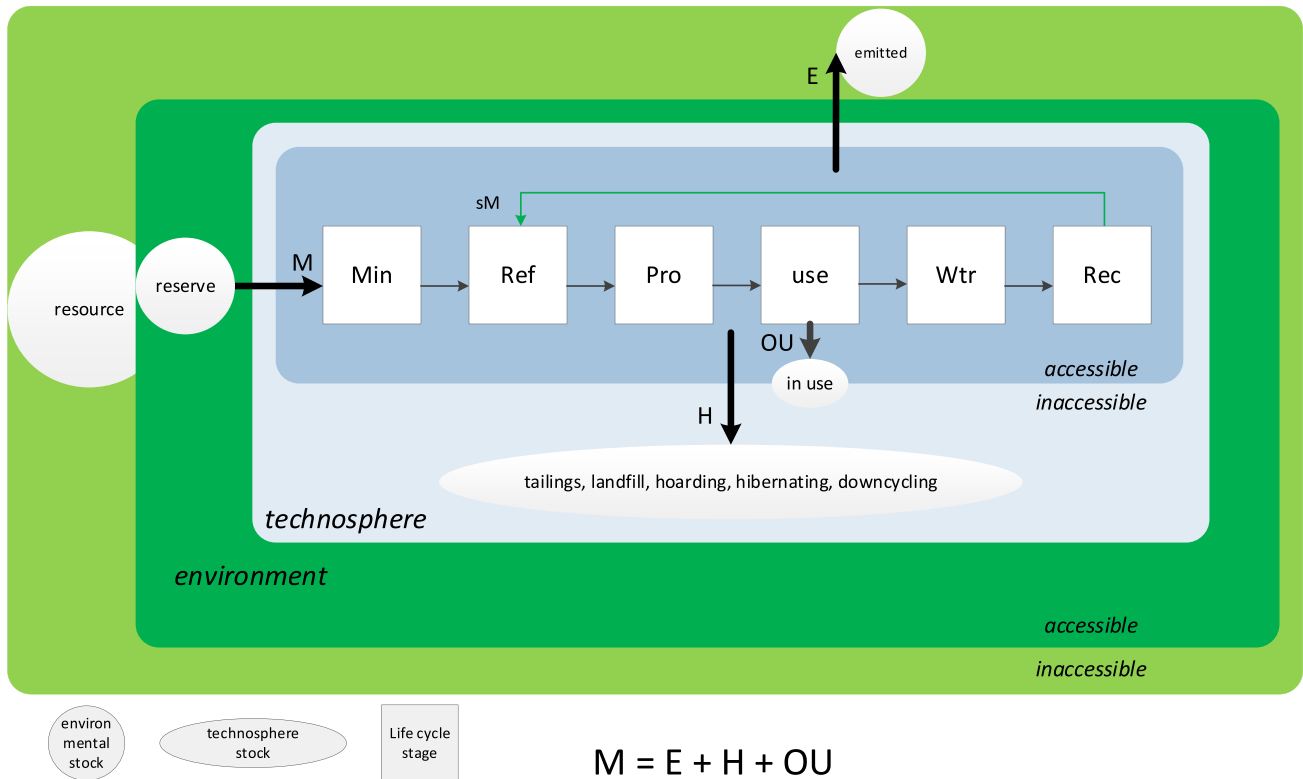 emitted
E
sM
M
Min
Ref
Pro
use
Wtr
Rec
reserve
resource
OU
accessible
in use
inaccessible
H
tailings, landfill, hoarding, hibernating, downcycling
technosphere
environment
accessible
inaccessible
environ
mental
stock
technosphere
stock
Life cycle
stage
M = E + H + OU